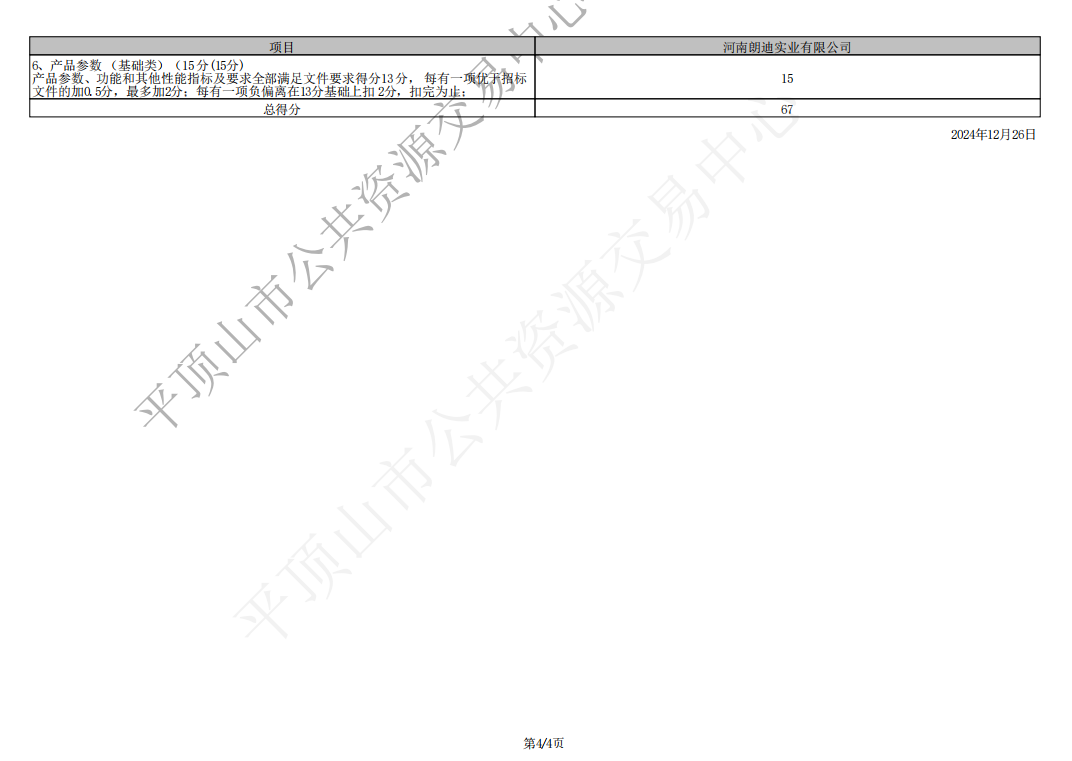 项目
河南朗迪实业有限公司
6、产品参数（基础类）（15分(15分)
产品参数、功能和其他性能指标及要求全部满足文件要求得分13分， 每有一项优于招标
文件的加0.5分，最多加2分；每有一项负偏离在13分基础上扣 2分，扣完为止；
15
总得分
67
2024年12月26日
平顶山市公共资源交易中心
平顶山市公共资源交易中心
第4/4页